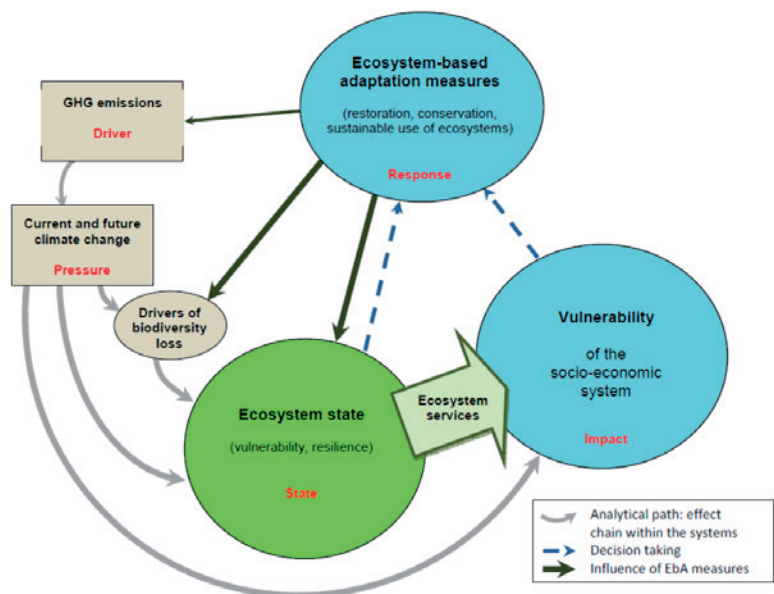 Ecosystem-based
adaptation measures
(restoration, conservation,
sustainable use of ecosystems)
Response
GHG emissions
Driver
Current and future
climate change
Pressure
Drivers of
biodiversity
loss
Vulnerability
of the
socio-economic
system
Impact
Ecosystem
services
Ecosystem state
(vulnerability, resilience)
State
Analytical path: effect
chain within the systems
Decision taking
Influence of EbA measures